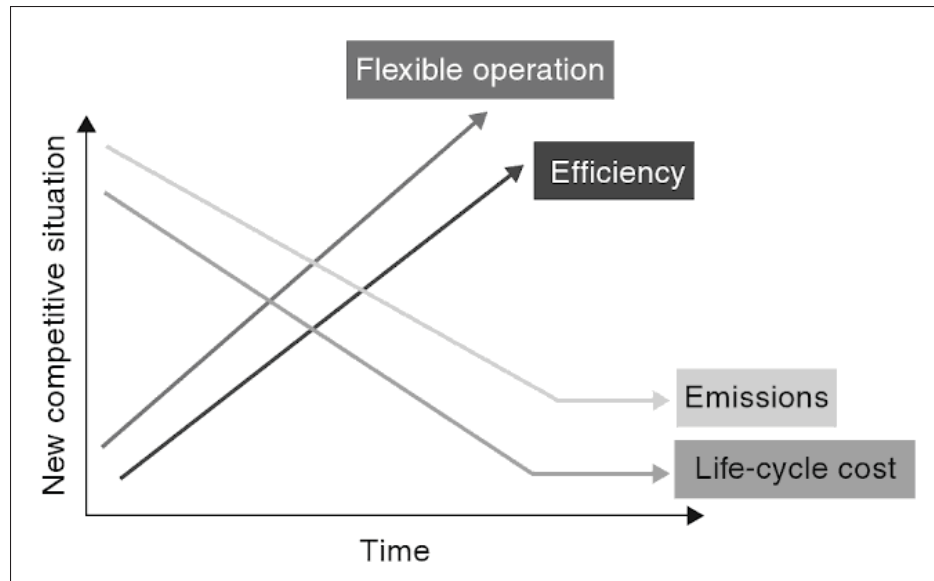 Flexible operation
Efficiency
New competitive situation
Emissions
Life-cycle cost
Time